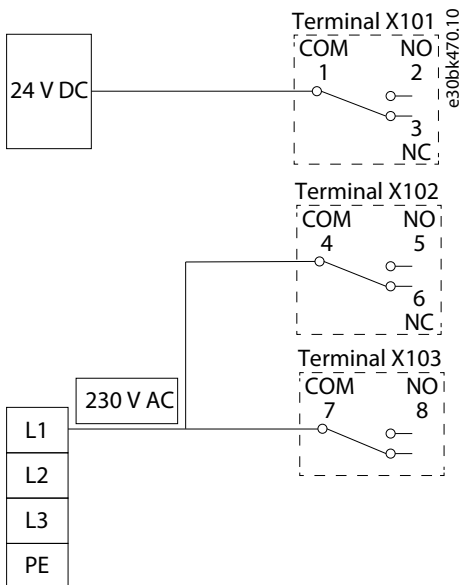 Terminal X101
COM NO
1 2
24 V DC
3
NC
e30bk470.10
Terminal X102
COM NO
4 5
6
NC
Terminal X103
230 V AC
COM NO
7 8
L1
L2
L3
PE